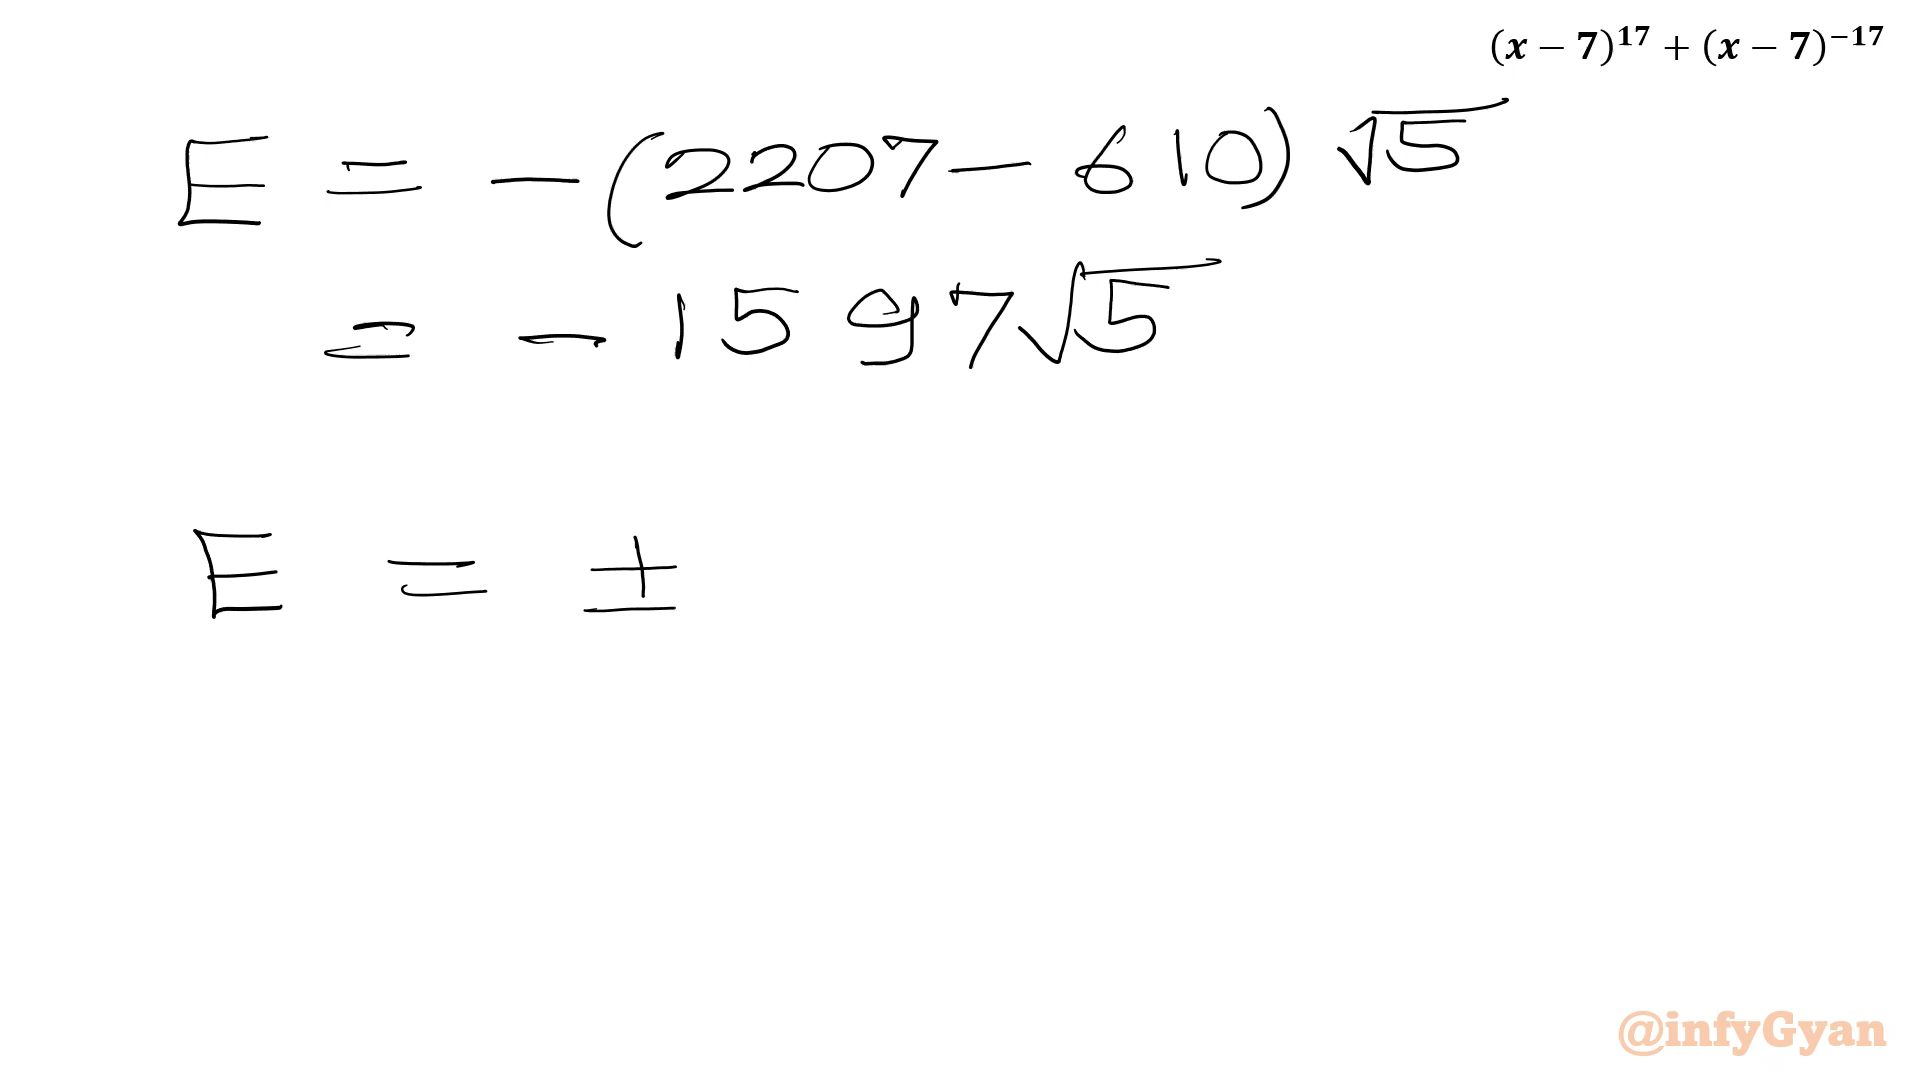 (x − 7)¹⁷ + (x − 7)⁻¹⁷
E = − (2207 − 610) √5
= − 1597√5
E = ±
@infyGyan